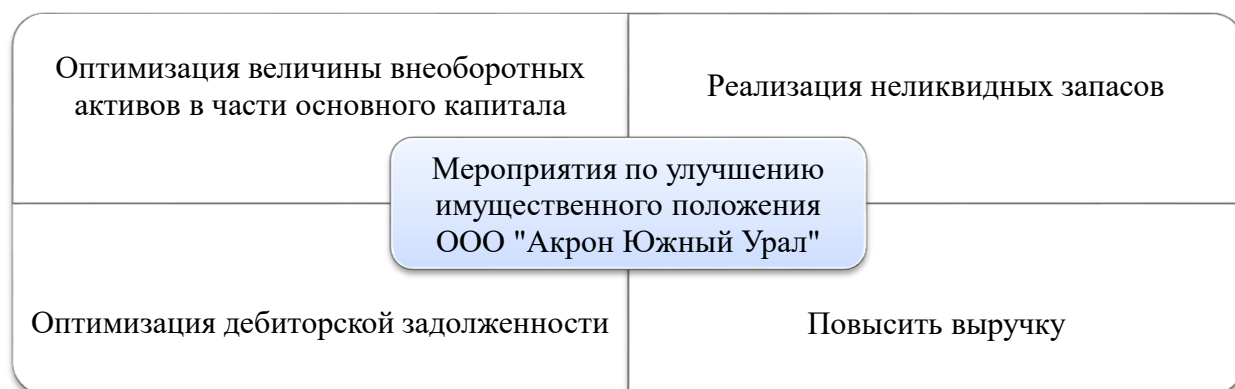 Оптимизация величины внеоборотных
активов в части основного капитала
Реализация неликвидных запасов
Мероприятия по улучшению
имущественного положения
ООО "Акрон Южный Урал"
Оптимизация дебиторской задолженности
Повысить выручку